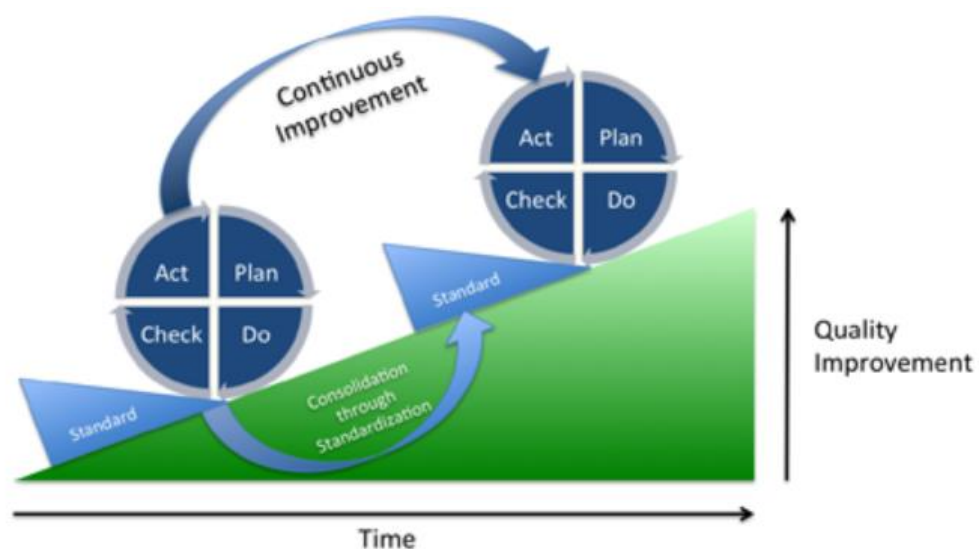 Continuous
Improvement
Act Plan
Check Do
Act Plan
Check Do
Standard
Standard
Consolidation
through
Standardization
Quality
Improvement
Time